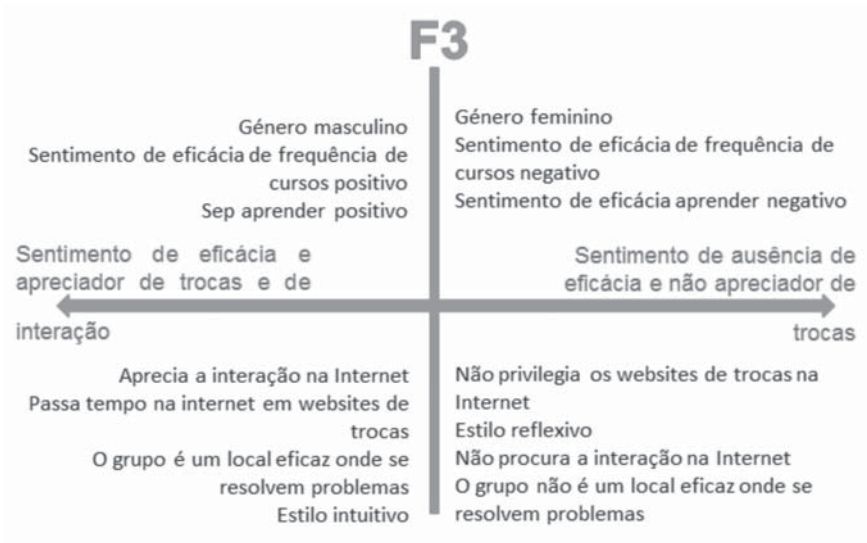 F3
Género masculino
Sentimento de eficácia de frequência de
cursos positivo
Sep aprender positivo
Género feminino
Sentimento de eficácia de frequência de
cursos negativo
Sentimento de eficácia aprender negativo
Sentimento de eficácia e
apreciador de trocas e de
interação
Sentimento de ausência de
eficácia e não apreciador de
trocas
Aprecia a interação na Internet
Passa tempo na internet em websites de
trocas
O grupo é um local eficaz onde se
resolvem problemas
Estilo intuitivo
Não privilegia os websites de trocas na
Internet
Estilo reflexivo
Não procura a interação na Internet
O grupo não é um local eficaz onde se
resolvem problemas